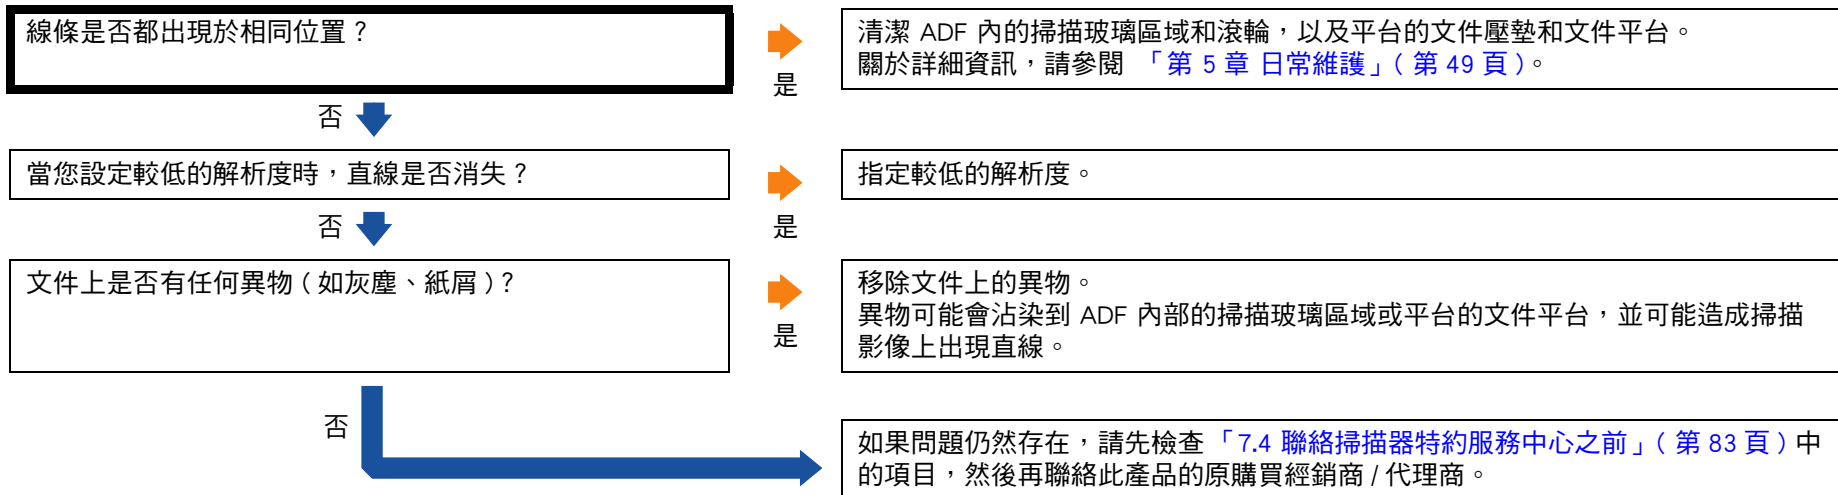 線條是否都出現於相同位置？
是
清潔 ADF 內的掃描玻璃區域和滾輪，以及平台的文件壓墊和文件平台。
關於詳細資訊，請參閱 「第 5 章 日常維護」( 第 49 頁 )。
否
當您設定較低的解析度時，直線是否消失？
是
指定較低的解析度。
否
文件上是否有任何異物 ( 如灰塵、紙屑 )？
是
移除文件上的異物。
異物可能會沾染到 ADF 內部的掃描玻璃區域或平台的文件平台，並可能造成掃描
影像上出現直線。
否
如果問題仍然存在，請先檢查 「7.4 聯絡掃描器特約服務中心之前」( 第 83 頁 ) 中
的項目，然後再聯絡此產品的原購買經銷商 / 代理商。